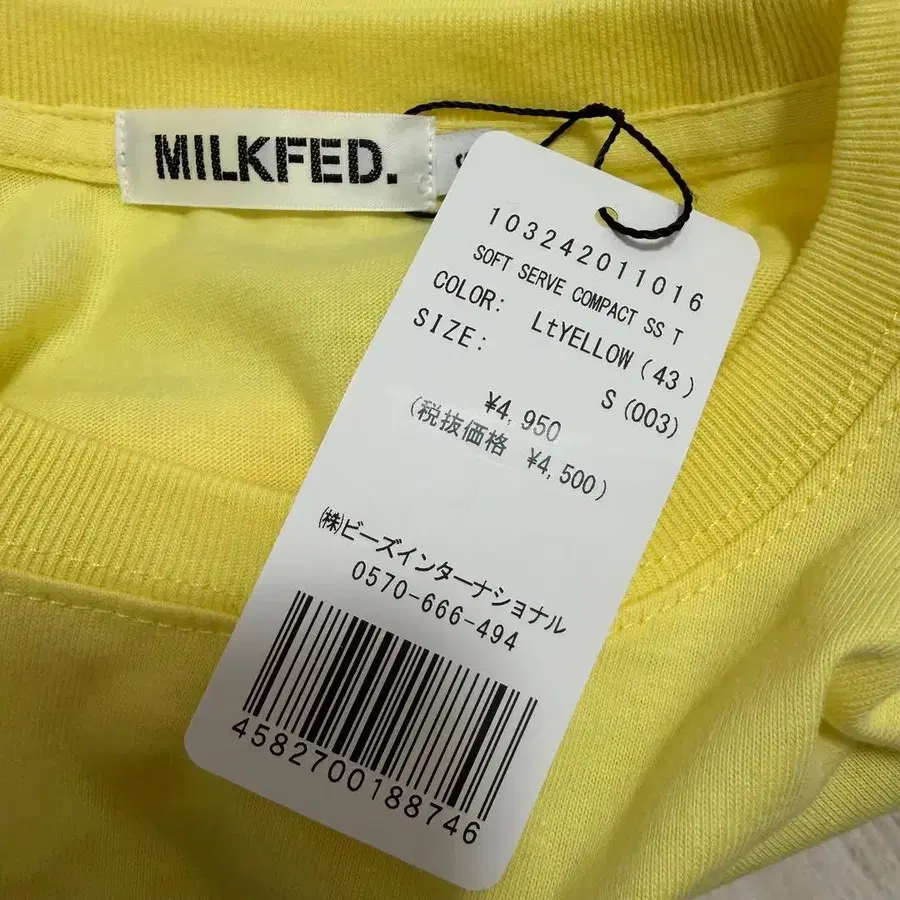 MILKFED.
103242011016
SOFT SERVE COMPACT SS T
COLOR: LtYELLOW(43)
SIZE: S(003)
¥4,950
(税抜価格 ¥4,500)
㈱ビーズインターナショナル
0570-666-494
4582700188746